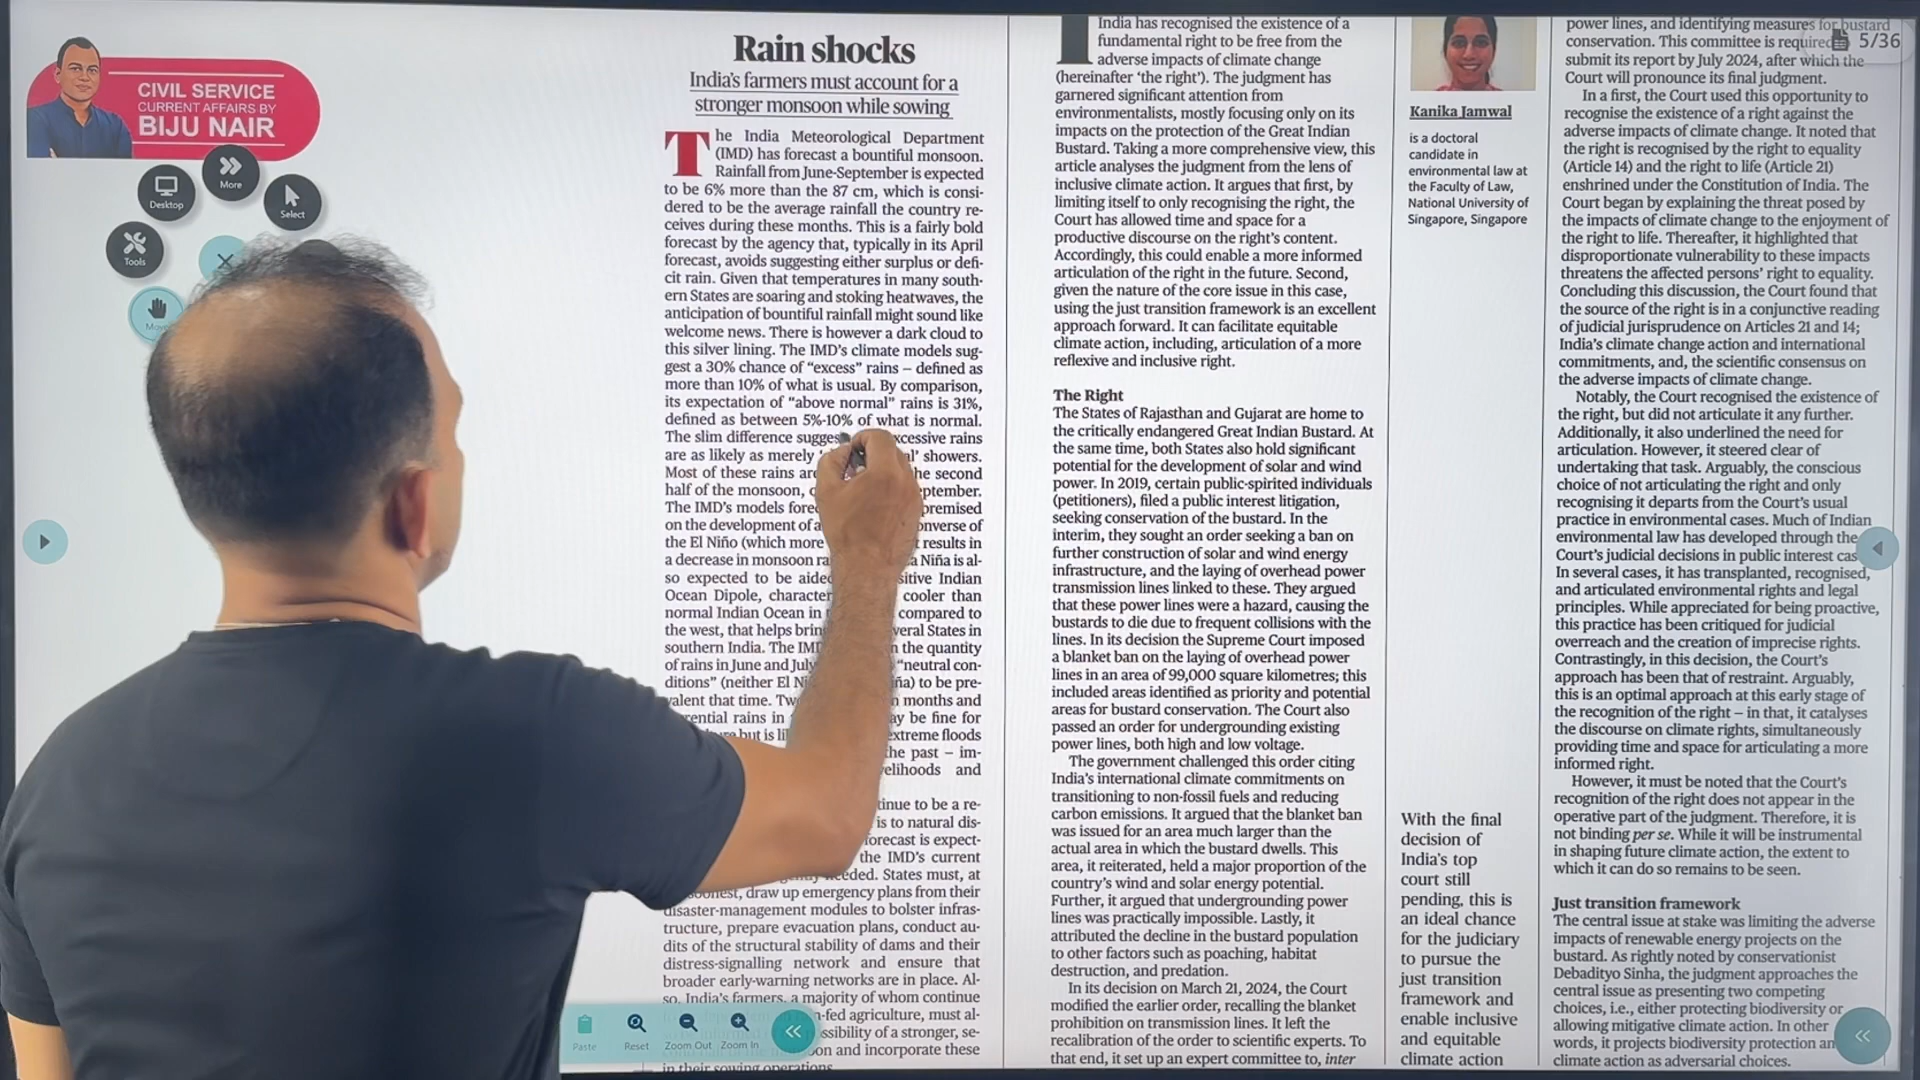 CIVIL SERVICE
CURRENT AFFAIRS BY
BIJU NAIR
More
Desktop
Select
Tools
Move
Rain shocks
India's farmers must account for a
stronger monsoon while sowing
The India Meteorological Department
(IMD) has forecast a bountiful monsoon.
Rainfall from June-September is expected
to be 6% more than the 87 cm, which is consi-
dered to be the average rainfall the country re-
ceives during these months. This is a fairly bold
forecast by the agency that, typically in its April
forecast, avoids suggesting either surplus or defi-
cit rain. Given that temperatures in many south-
ern States are soaring and stoking heatwaves, the
anticipation of bountiful rainfall might sound like
welcome news. There is however a dark cloud to
this silver lining. The IMD's climate models sug-
gest a 30% chance of "excess" rains – defined as
more than 10% of what is usual. By comparison,
its expectation of "above normal" rains is 31%,
defined as between 5%-10% of what is normal.
The slim difference excessive rains
are as likely as merely showers.
Most of these rains second
half of the monsoon,
The IMD's models premised
on the development of a
the El Niño (which more results in
a decrease in monsoon Niña is al-
so expected to be Indian
Ocean Dipole, cooler than
normal Indian Ocean in compared to
the west, that helps States in
southern India. The the quantity
of rains in June and July "neutral con-
ditions" (neither El to be pre-
that time. months and
rains in be fine for
but is extreme floods
the past – im-
and
be a re-
is to natural dis-
forecast is expect-
the IMD's current
needed. States must, at
draw up emergency plans from their
disaster-management modules to bolster infras-
tructure, prepare evacuation plans, conduct au-
dits of the structural stability of dams and their
distress-signalling network and ensure that
broader early-warning networks are in place. Al-
so, India's farmers, a majority of whom continue
agriculture, must al-
of a stronger, se-
and incorporate these
in their sowing operations.
Paste
Reset
Zoom Out
Zoom In
India has recognised the existence of a
fundamental right to be free from the
adverse impacts of climate change
(hereinafter 'the right'). The judgment has
garnered significant attention from
environmentalists, mostly focusing only on its
impacts on the protection of the Great Indian
Bustard. Taking a more comprehensive view, this
article analyses the judgment from the lens of
inclusive climate action. It argues that first, by
limiting itself to only recognising the right, the
Court has allowed time and space for a
productive discourse on the right's content.
Accordingly, this could enable a more informed
articulation of the right in the future. Second,
given the nature of the core issue in this case,
using the just transition framework is an excellent
approach forward. It can facilitate equitable
climate action, including, articulation of a more
reflexive and inclusive right.
The Right
The States of Rajasthan and Gujarat are home to
the critically endangered Great Indian Bustard. At
the same time, both States also hold significant
potential for the development of solar and wind
power. In 2019, certain public-spirited individuals
(petitioners), filed a public interest litigation,
seeking conservation of the bustard. In the
interim, they sought an order seeking a ban on
further construction of solar and wind energy
infrastructure, and the laying of overhead power
transmission lines linked to these. They argued
that these power lines were a hazard, causing the
bustards to die due to frequent collisions with the
lines. In its decision the Supreme Court imposed
a blanket ban on the laying of overhead power
lines in an area of 99,000 square kilometres; this
included areas identified as priority and potential
areas for bustard conservation. The Court also
passed an order for undergrounding existing
power lines, both high and low voltage.
The government challenged this order citing
India's international climate commitments on
transitioning to non-fossil fuels and reducing
carbon emissions. It argued that the blanket ban
was issued for an area much larger than the
actual area in which the bustard dwells. This
area, it reiterated, held a major proportion of the
country's wind and solar energy potential.
Further, it argued that undergrounding power
lines was practically impossible. Lastly, it
attributed the decline in the bustard population
to other factors such as poaching, habitat
destruction, and predation.
In its decision on March 21, 2024, the Court
modified the earlier order, recalling the blanket
prohibition on transmission lines. It left the
recalibration of the order to scientific experts. To
that end, it set up an expert committee to, inter
Kanika Jamwal
is a doctoral
candidate in
environmental law at
the Faculty of Law,
National University of
Singapore, Singapore
With the final
decision of
India's top
court still
pending, this is
an ideal chance
for the judiciary
to pursue the
just transition
framework and
enable inclusive
and equitable
climate action
5/36
power lines, and identifying measures for bustard
conservation. This committee is required
submit its report by July 2024, after which the
Court will pronounce its final judgment.
In a first, the Court used this opportunity to
recognise the existence of a right against the
adverse impacts of climate change. It noted that
the right is recognised by the right to equality
(Article 14) and the right to life (Article 21)
enshrined under the Constitution of India. The
Court began by explaining the threat posed by
the impacts of climate change to the enjoyment of
the right to life. Thereafter, it highlighted that
disproportionate vulnerability to these impacts
threatens the affected persons' right to equality.
Concluding this discussion, the Court found that
the source of the right is in a conjunctive reading
of judicial jurisprudence on Articles 21 and 14;
India's climate change action and international
commitments, and, the scientific consensus on
the adverse impacts of climate change.
Notably, the Court recognised the existence of
the right, but did not articulate it any further.
Additionally, it also underlined the need for
articulation. However, it steered clear of
undertaking that task. Arguably, the conscious
choice of not articulating the right and only
recognising it departs from the Court's usual
practice in environmental cases. Much of Indian
environmental law has developed through the
Court's judicial decisions in public interest
In several cases, it has transplanted, recognised,
and articulated environmental rights and legal
principles. While appreciated for being proactive,
this practice has been critiqued for judicial
overreach and the creation of imprecise rights.
Contrastingly, in this decision, the Court's
approach has been that of restraint. Arguably,
this is an optimal approach at this early stage of
the recognition of the right – in that, it catalyses
the discourse on climate rights, simultaneously
providing time and space for articulating a more
informed right.
However, it must be noted that the Court's
recognition of the right does not appear in the
operative part of the judgment. Therefore, it is
not binding per se. While it will be instrumental
in shaping future climate action, the extent to
which it can do so remains to be seen.
Just transition framework
The central issue at stake was limiting the adverse
impacts of renewable energy projects on the
bustard. As rightly noted by conservationist
Debadityo Sinha, the judgment approaches the
central issue as presenting two competing
choices, i.e., either protecting biodiversity or
allowing mitigative climate action. In other
words, it projects biodiversity protection
climate action as adversarial choices.